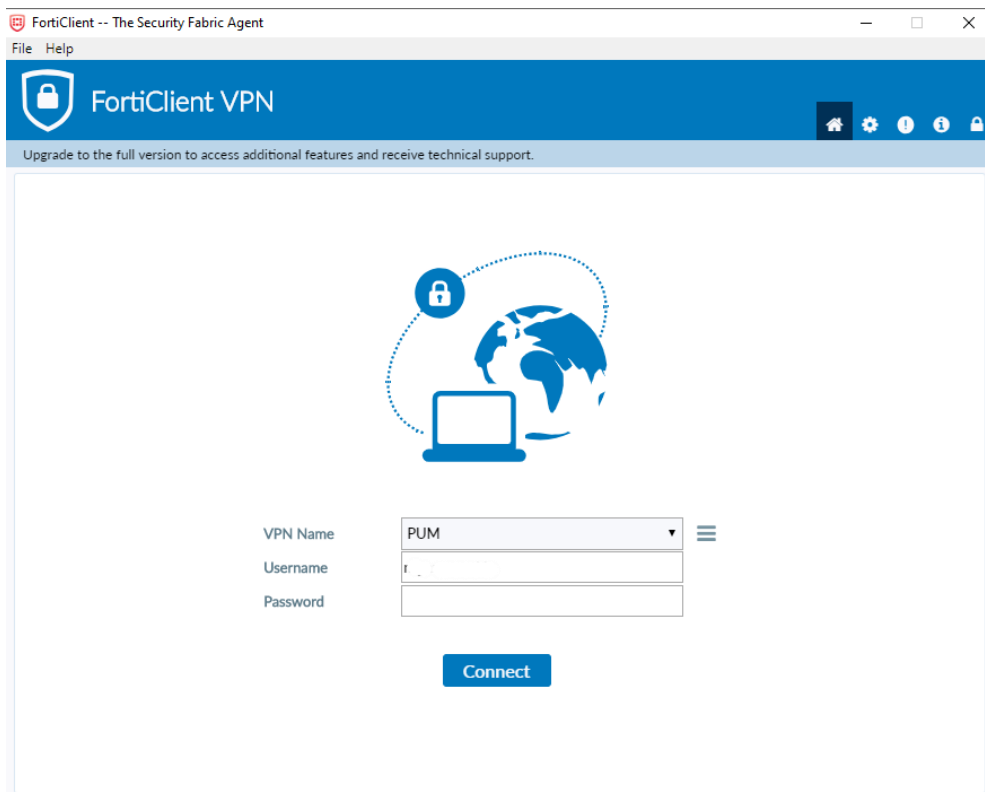 FortiClient -- The Security Fabric Agent
File Help
FortiClient VPN
Upgrade to the full version to access additional features and receive technical support.
VPN Name PUM
Username
Password
Connect